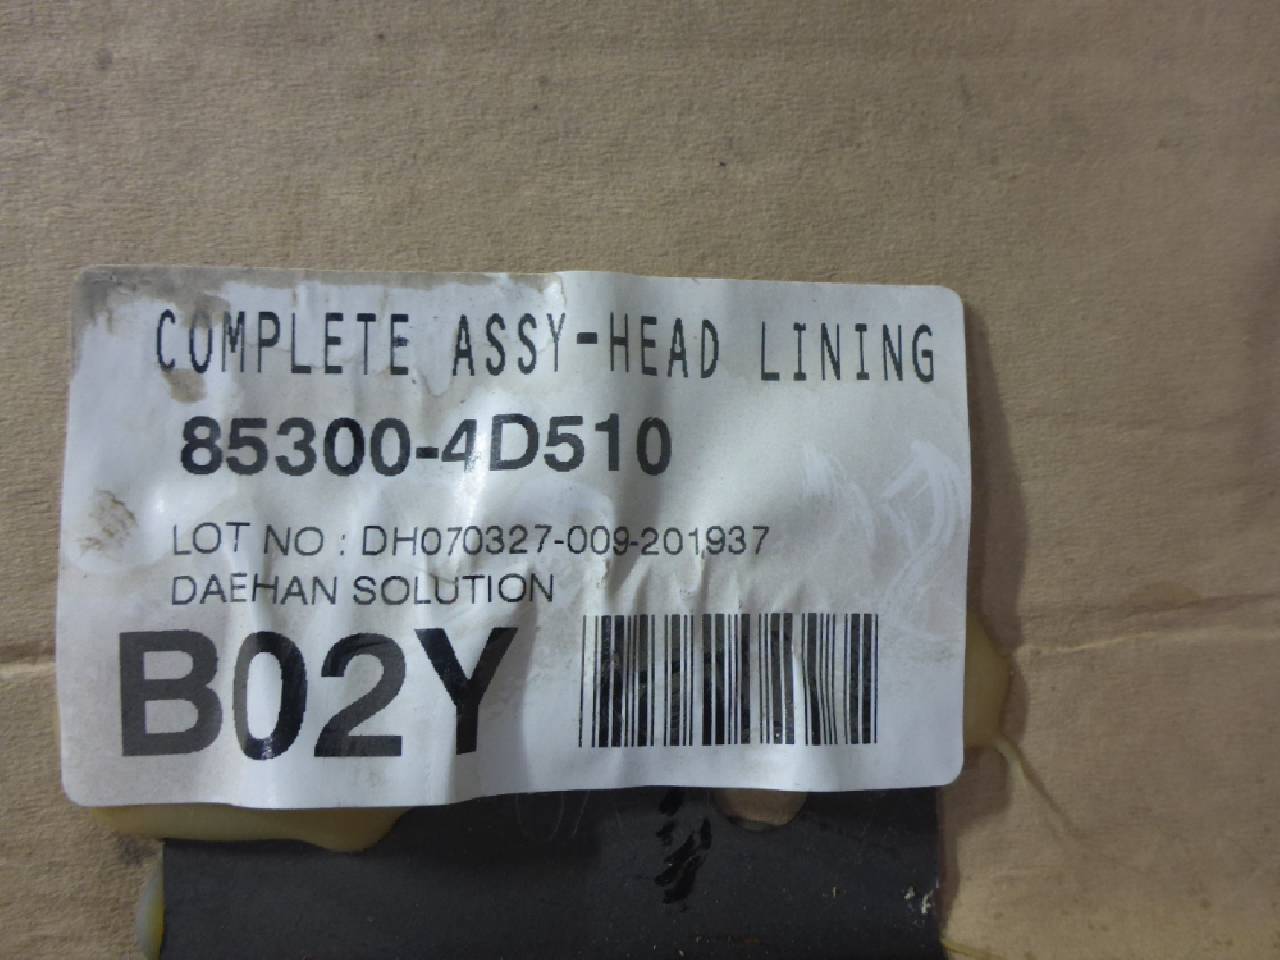 COMPLETE ASSY-HEAD LINING
85300-4D510
LOT NO : DH070327-009-201937
DAEHAN SOLUTION
B02Y